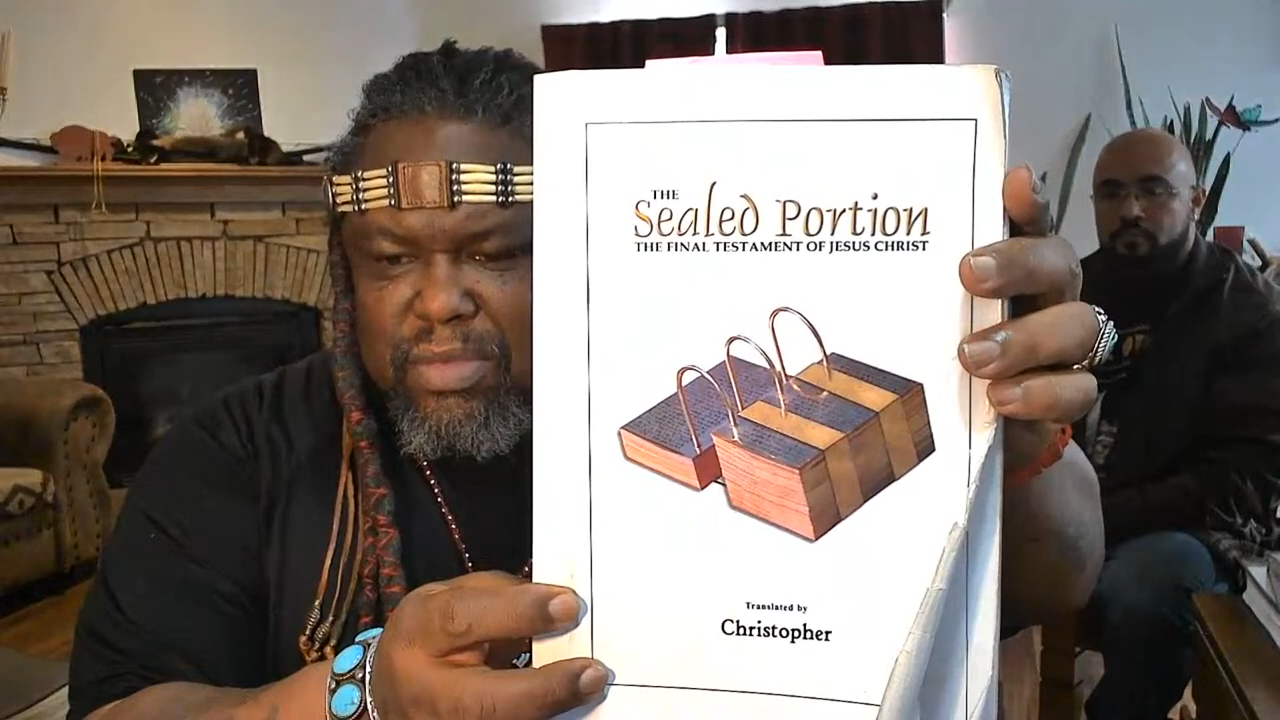 THE
Sealed Portion
THE FINAL TESTAMENT OF JESUS CHRIST
Translated by
Christopher